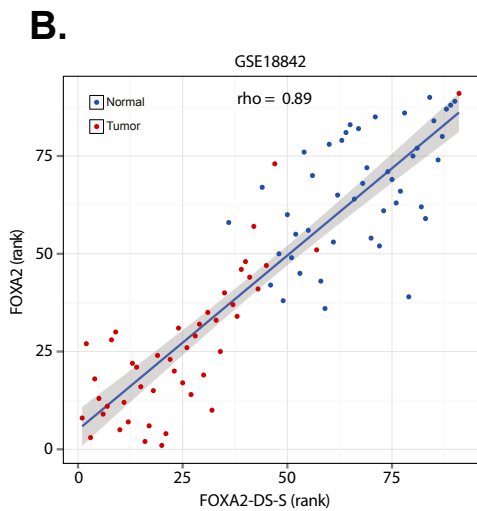 B.
GSE18842
Normal
Tumor
rho = 0.89
FOXA2 (rank)
75
50
25
0
0 25 50 75
FOXA2-DS-S (rank)